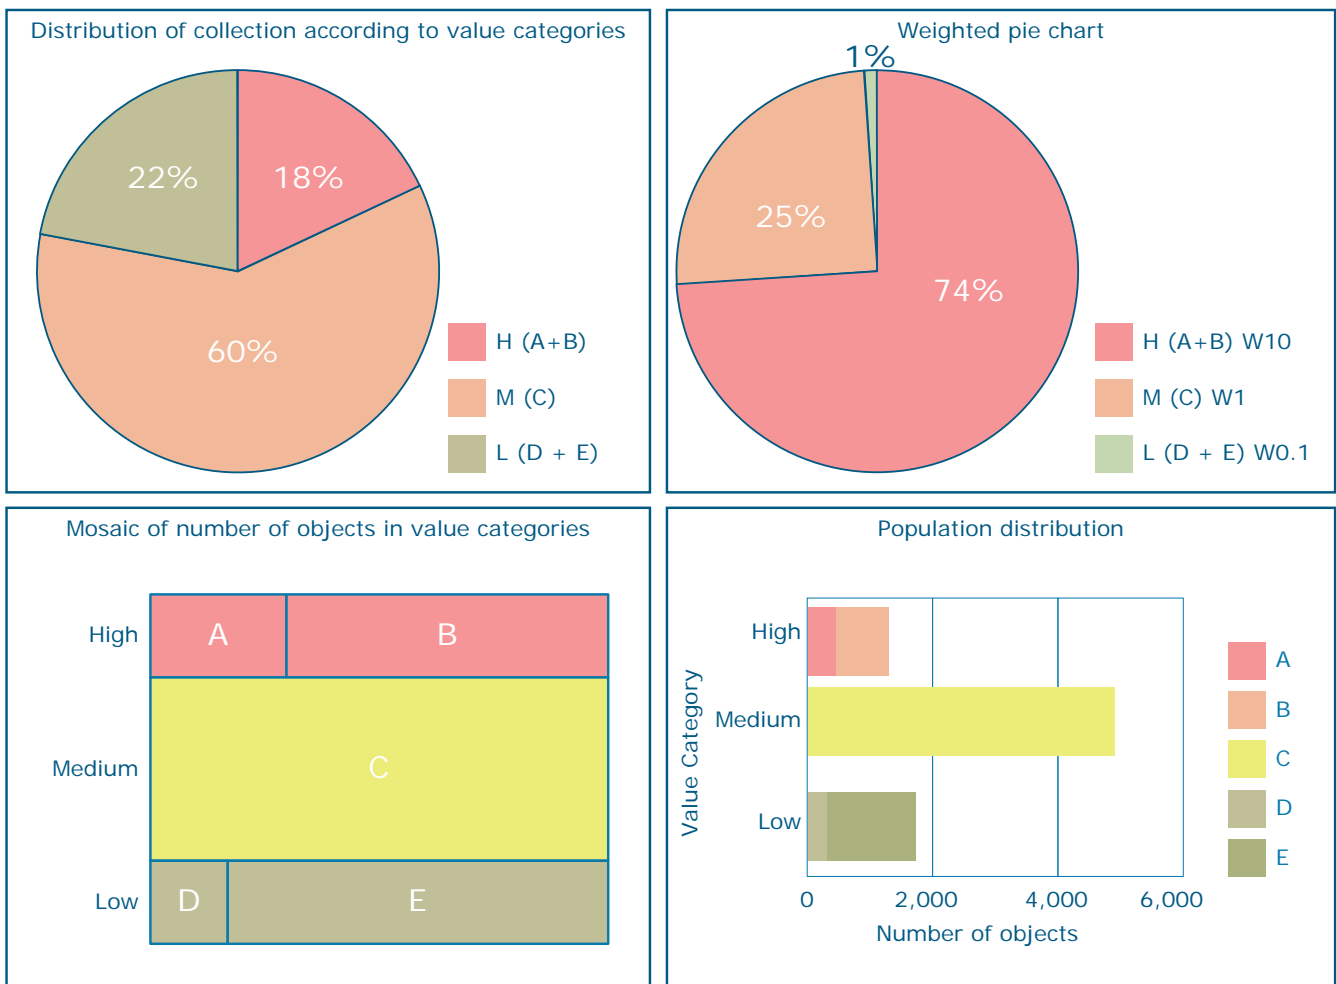 Distribution of collection according to value categories
22%
18%
60%
H (A+B)
M (C)
L (D + E)
Weighted pie chart
1%
25%
74%
H (A+B) W10
M (C) W1
L (D + E) W0.1
Mosaic of number of objects in value categories
High
A
B
Medium
C
Low
D
E
Population distribution
Value Category
High
Medium
Low
0
2,000
4,000
6,000
Number of objects
A
B
C
D
E